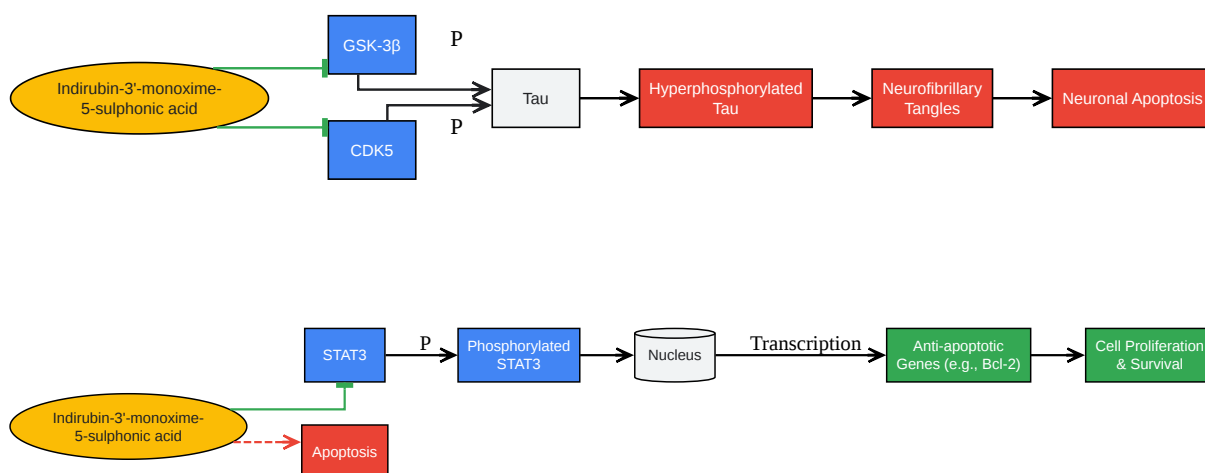 GSK-3β
P
Indirubin-3'-monoxime-
5-sulphonic acid
Tau
Hyperphosphorylated
Tau
Neurofibrillary
Tangles
Neuronal Apoptosis
P
CDK5
STAT3
P
Phosphorylated
STAT3
Nucleus
Transcription
Anti-apoptotic
Genes (e.g., Bcl-2)
Cell Proliferation
& Survival
Indirubin-3'-monoxime-
5-sulphonic acid
Apoptosis